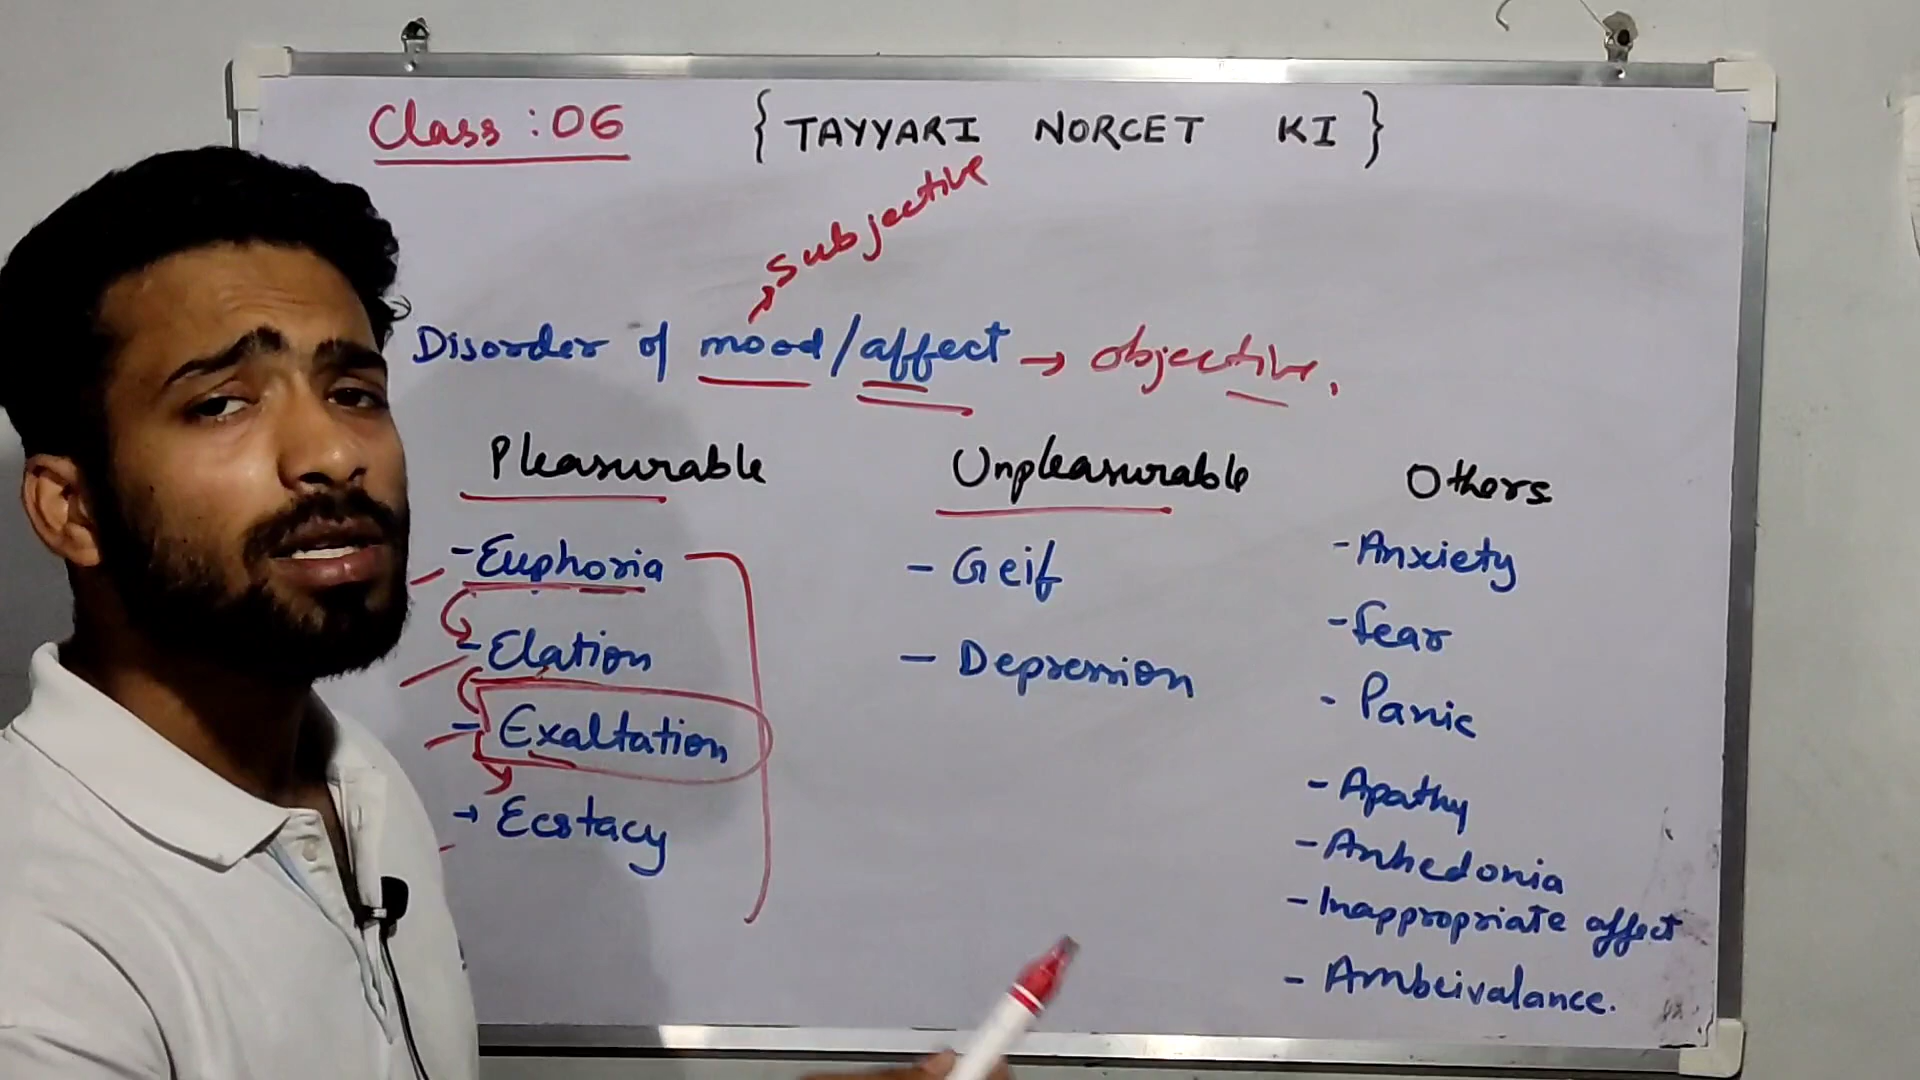 Class : 06 { TAYYARI NORCET KI }
subjective
Disorder of mood/affect → objective.
Pleasurable
- Euphoria
- Elation
- Exaltation
→ Ecstacy
Unpleasurable
- Geif
- Depression
Others
- Anxiety
- fear
- Panic
- Apathy
- Anhedonia
- Inappropriate affect
- Ambeivalance.